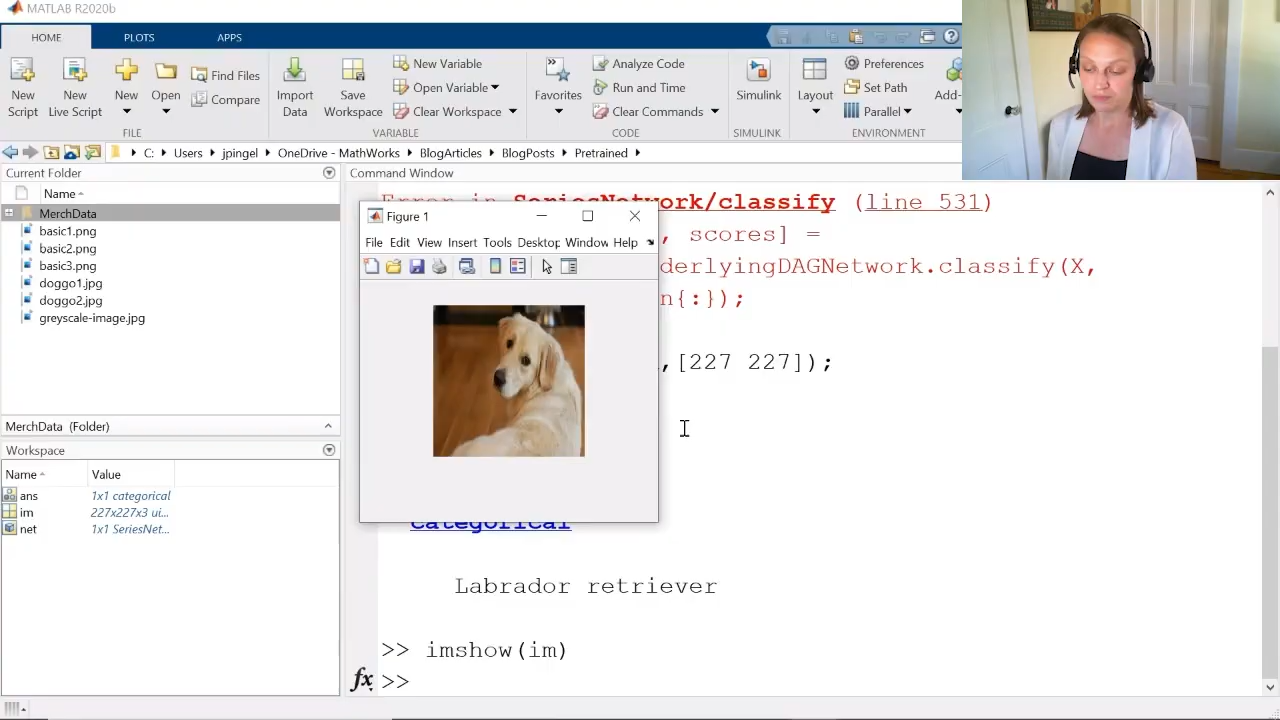 MATLAB R2020b
HOME PLOTS APPS
New Script
New Live Script
New
Open
Find Files
Compare
FILE
Import Data
Save Workspace
New Variable
Open Variable
Clear Workspace
VARIABLE
Favorites
Analyze Code
Run and Time
Clear Commands
CODE
Simulink
SIMULINK
Layout
Preferences
Set Path
Parallel
ENVIRONMENT
Add-
C: Users jpingel OneDrive - MathWorks BlogArticles BlogPosts Pretrained
Current Folder
Name
MerchData
basic1.png
basic2.png
basic3.png
doggo1.jpg
doggo2.jpg
greyscale-image.jpg
MerchData (Folder)
Workspace
Name Value
ans 1x1 categorical
im 227x227x3 ui...
net 1x1 SeriesNet...
Command Window
Error in SeriesNetwork/classify (line 531)
, scores] =
derlyingDAGNetwork.classify(X,
n{:});
,[227 227]);
Figure 1
File Edit View Insert Tools Desktop Window Help
categorical
Labrador retriever
>> imshow(im)
fx >>